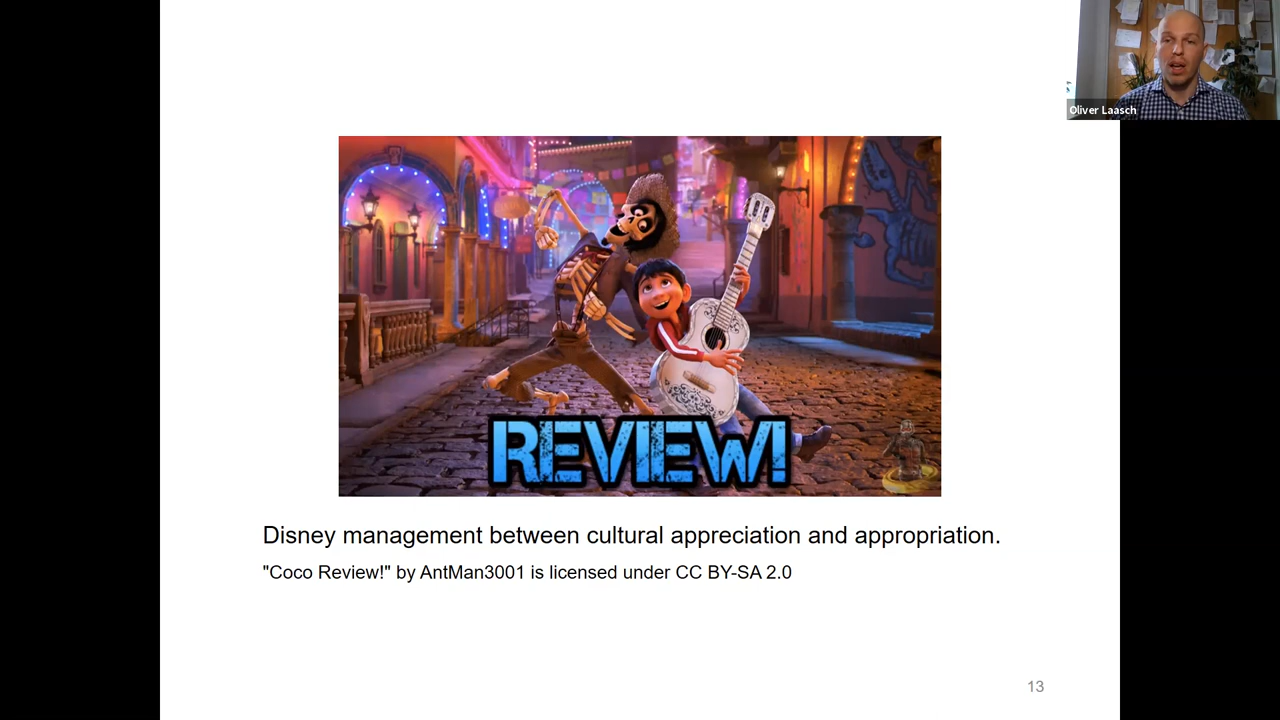 Oliver Laasch
REVIEW!
Disney management between cultural appreciation and appropriation.
"Coco Review!" by AntMan3001 is licensed under CC BY-SA 2.0
13